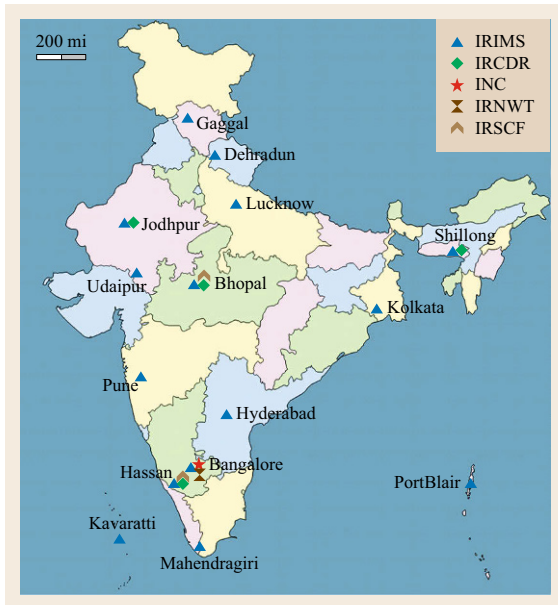 200 mi
IRIMS
IRCDR
INC
IRNWT
IRSCF
Gaggal
Dehradun
Lucknow
Jodhpur
Shillong
Udaipur
Bhopal
Kolkata
Pune
Hyderabad
Bangalore
Hassan
PortBlair
Kavaratti
Mahendragiri